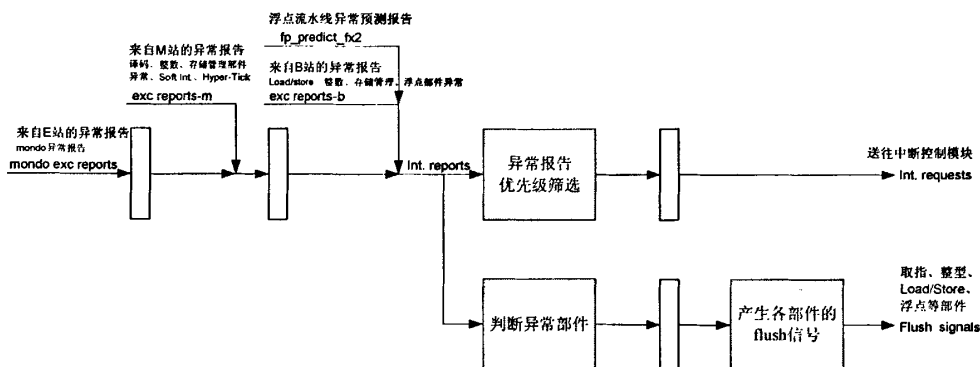 浮点流水线异常预测报告
fp_predict_fx2
来自M站的异常报告
译码、整数、存储管理部件
异常、Soft Int.、Hyper-Tick
exc reports-m
来自B站的异常报告
Load/store 整数、存储管理、浮点部件异常
exc reports-b
来自E站的异常报告
mondo异常报告
mondo exc reports
Int. reports
异常报告
优先级筛选
送往中断控制模块
Int. requests
判断异常部件
产生各部件的
flush信号
取指、整型、
Load/Store、
浮点等部件
Flush signals